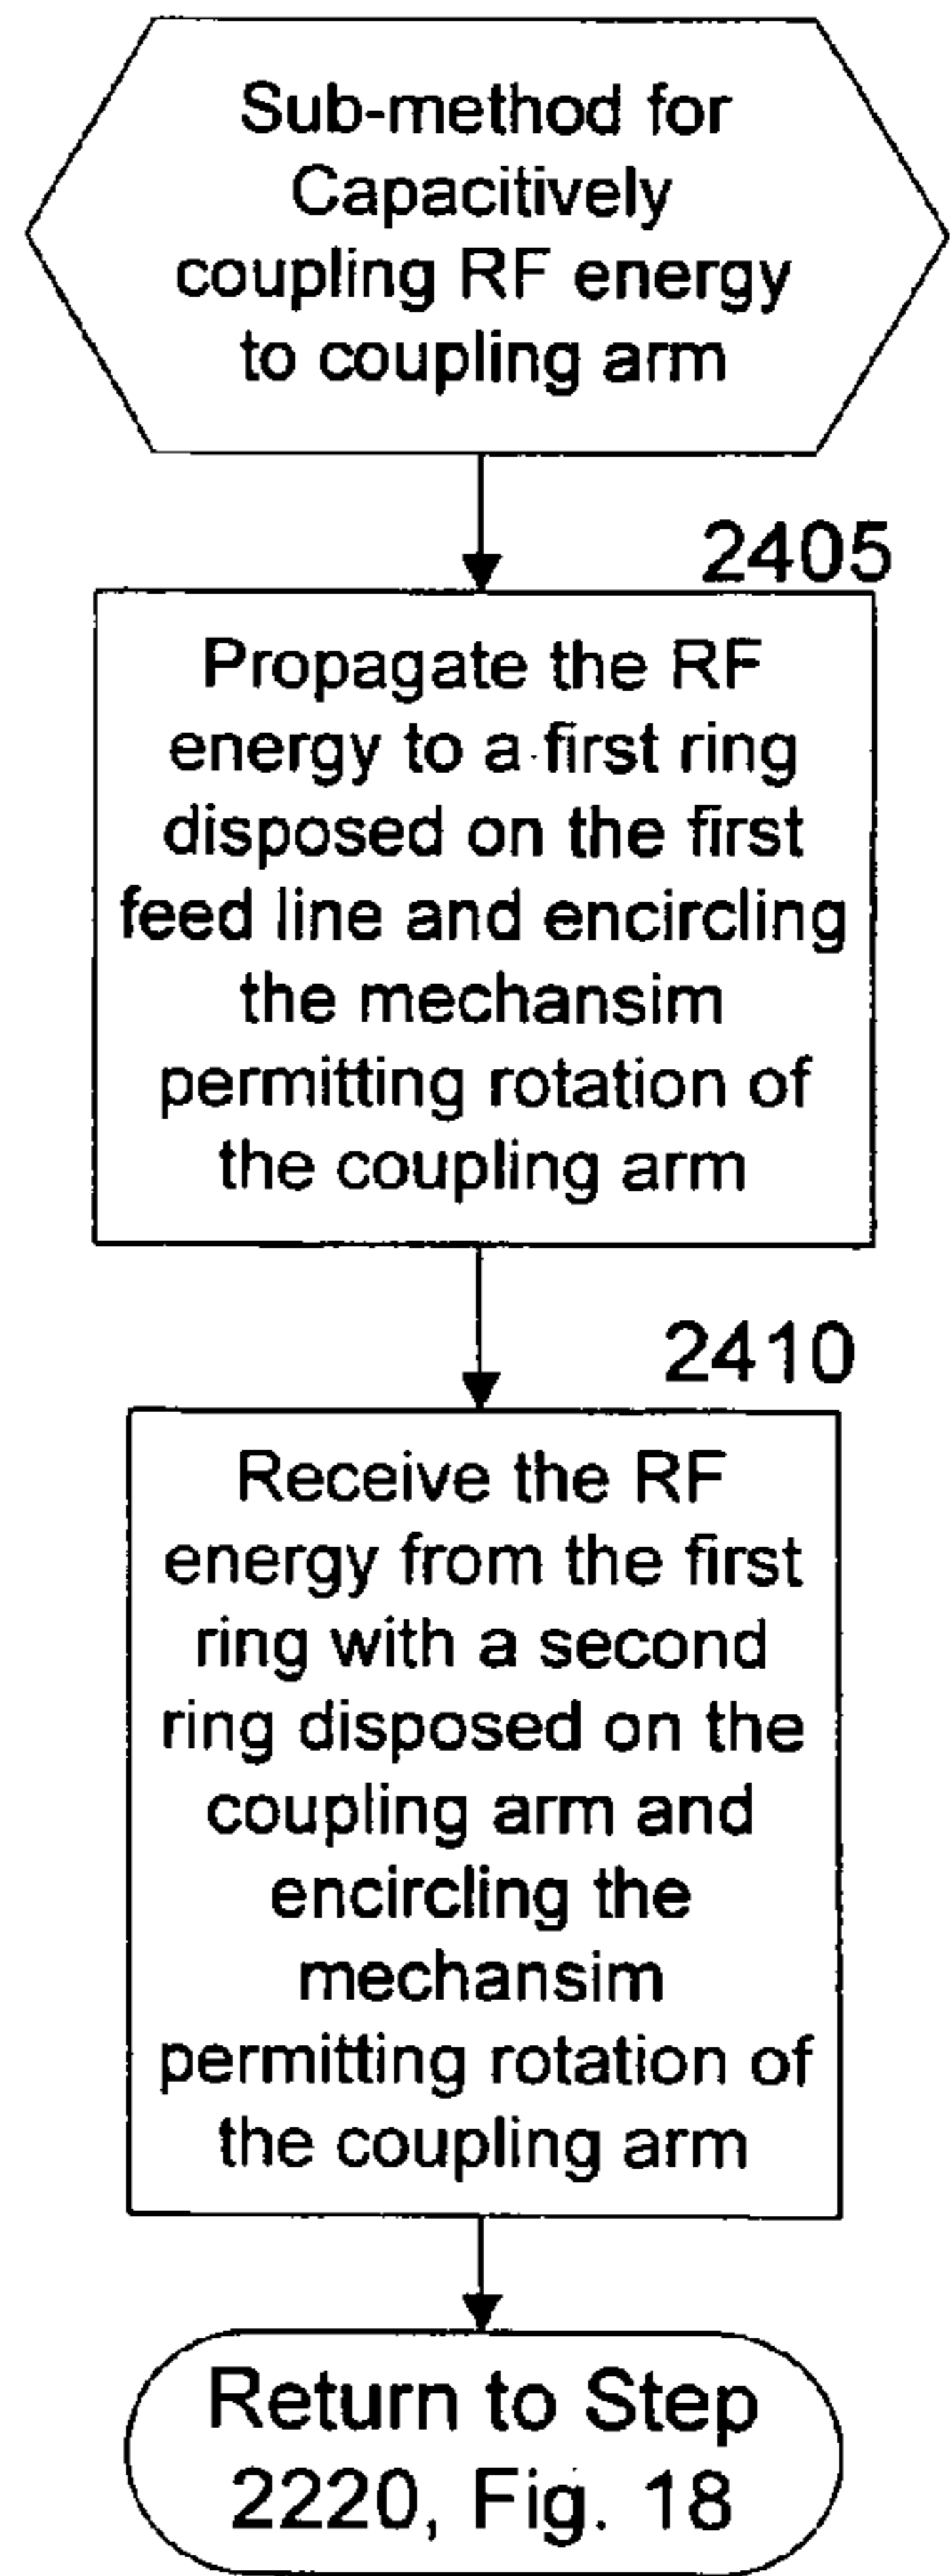 Sub-method for
Capacitively
coupling RF energy
to coupling arm
2405
Propagate the RF
energy to a first ring
disposed on the first
feed line and encircling
the mechansim
permitting rotation of
the coupling arm
2410
Receive the RF
energy from the first
ring with a second
ring disposed on the
coupling arm and
encircling the
mechansim
permitting rotation of
the coupling arm
Return to Step
2220, Fig. 18